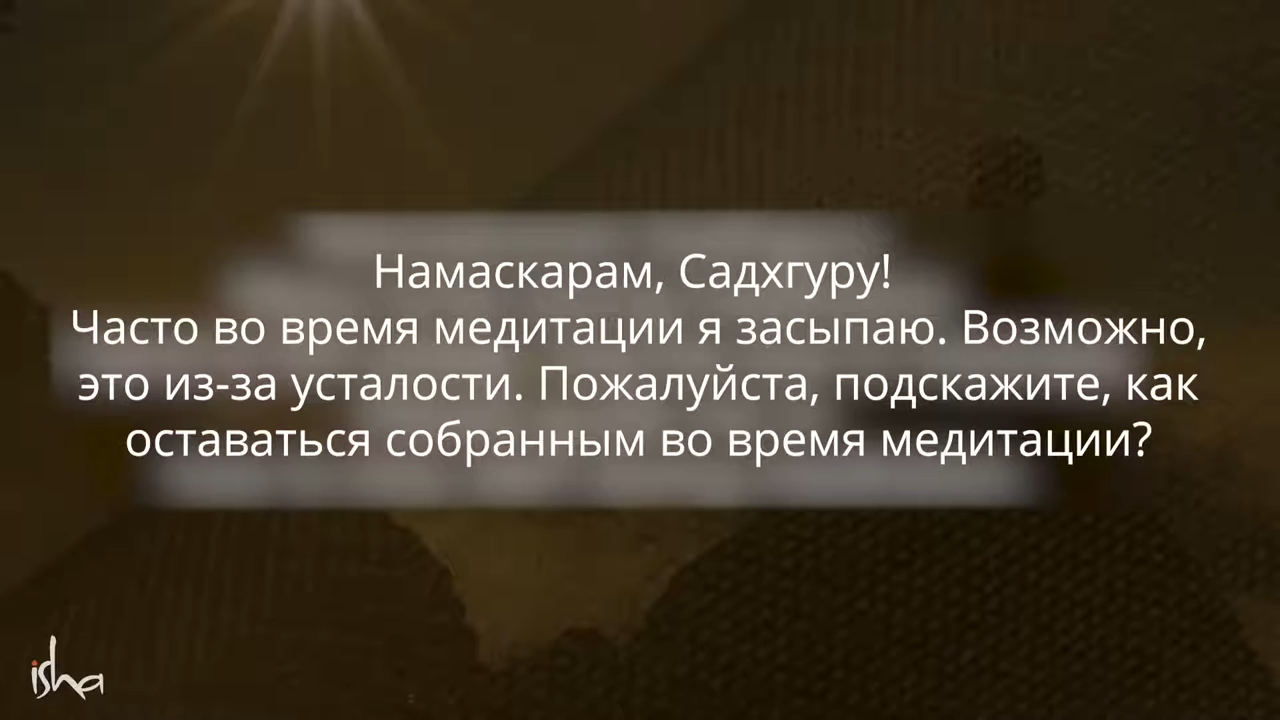 Намаскарам, Садхгуру!
Часто во время медитации я засыпаю. Возможно,
это из-за усталости. Пожалуйста, подскажите, как
оставаться собранным во время медитации?
isha